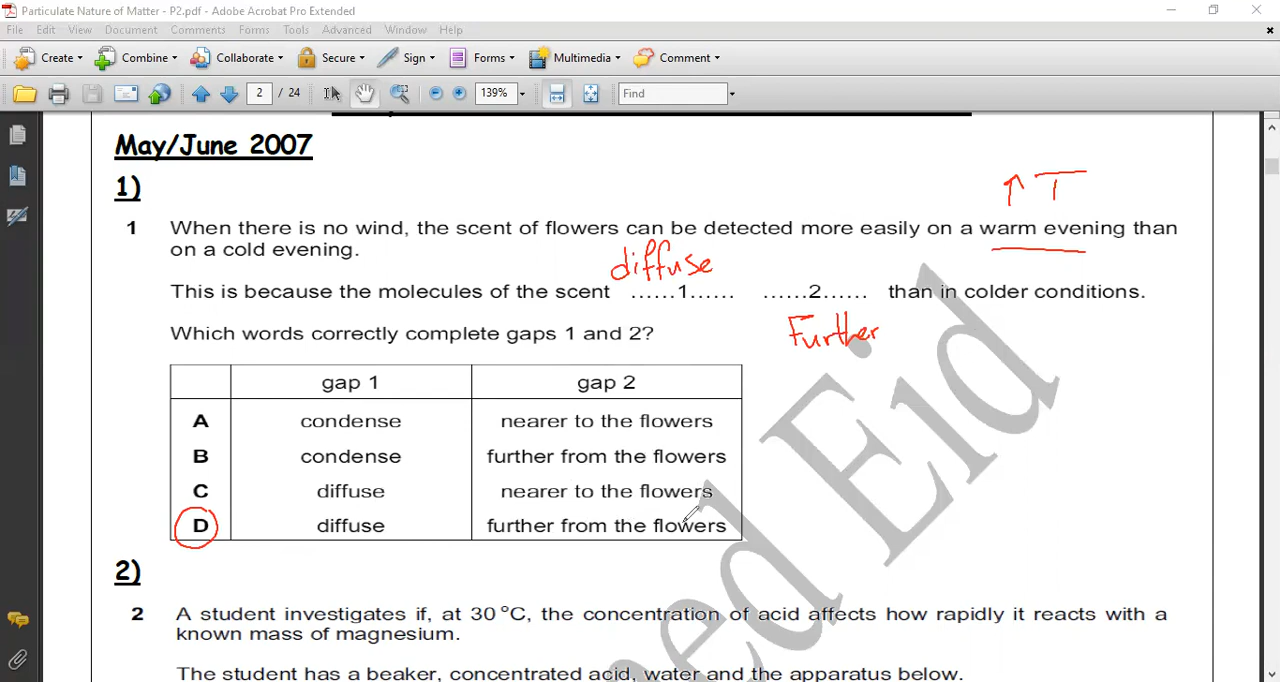 Particulate Nature of Matter - P2.pdf - Adobe Acrobat Pro Extended
File Edit View Document Comments Forms Tools Advanced Window Help
Create Combine Collaborate Secure Sign Forms Multimedia Comment
2 / 24 139% Find
May/June 2007
1)
↑ T
1 When there is no wind, the scent of flowers can be detected more easily on a warm evening than
on a cold evening.
diffuse
This is because the molecules of the scent ......1...... ......2...... than in colder conditions.
Further
Which words correctly complete gaps 1 and 2?
gap 1 gap 2
A condense nearer to the flowers
B condense further from the flowers
C diffuse nearer to the flowers
D diffuse further from the flowers
2)
2 A student investigates if, at 30 °C, the concentration of acid affects how rapidly it reacts with a
known mass of magnesium.
The student has a beaker, concentrated acid, water and the apparatus below.
ed Eid